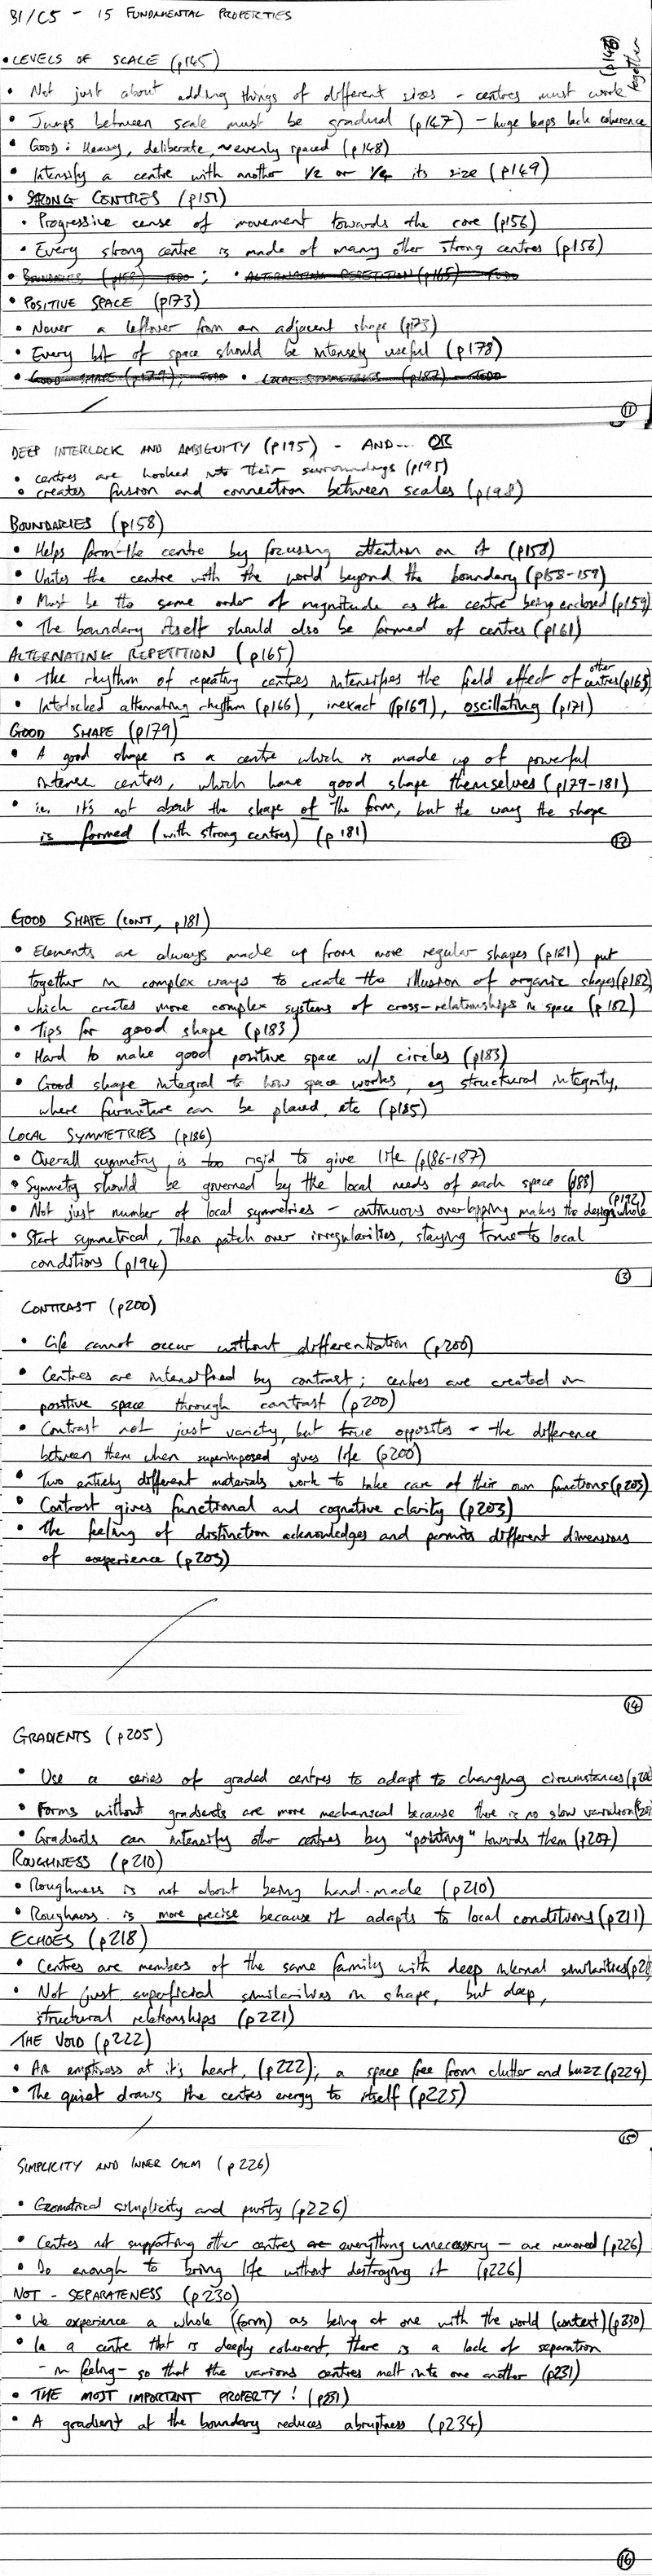 B1/C5 - 15 FUNDAMENTAL PROPERTIES
• LEVELS OF SCALE (p145)
• Not just about adding things of different sizes - centres must work together (p148)
• Jumps between scale must be gradual (p147) - huge leaps lack coherence
• Good: deliberate, ~evenly spaced (p148)
• Intensify a centre with another 1/2 or 1/4 its size (p149)
• STRONG CENTRES (p151)
• Progressive sense of movement towards the core (p156)
• Every strong centre is made of many other strong centres (p156)
• BOUNDARIES (p158) TODO ; • ALTERNATING REPETITION (p165) - TODO
• POSITIVE SPACE (p173)
• Never a leftover from an adjacent shape (p73)
• Every bit of space should be intensely useful (p178)
• GOOD SHAPE (p179); TODO • LOCAL SYMMETRIES (p187) - TODO
11
DEEP INTERLOCK AND AMBIGUITY (p195) - AND... OR
• centres are hooked into their surroundings (p195)
• creates fusion and connection between scales (p198)
BOUNDARIES (p158)
• Helps form the centre by focusing attention on it (p158)
• Unites the centre with the world beyond the boundary (p158-159)
• Must be the same order of magnitude as the centre being enclosed (p159)
• The boundary itself should also be formed of centres (p161)
ALTERNATING REPETITION (p165)
• The rhythm of repeating centres intensifies the field effect of other centres (p165)
• Interlocked alternating rhythm (p166), inexact (p169), oscillating (p171)
GOOD SHAPE (p179)
• A good shape is a centre which is made up of powerful
intense centres, which have good shape themselves (p179-181)
• ie. it's not about the shape of the form, but the way the shape
is formed (with strong centres) (p181)
12
GOOD SHAPE (CONT, p181)
• Elements are always made up from more regular shapes (p181) put
together in complex ways to create the illusion of organic shapes (p182)
which creates more complex systems of cross-relationships in space (p182)
• Tips for good shape (p183)
• Hard to make good positive space w/ circles (p183)
• Good shape integral to how space works, eg structural integrity,
where furniture can be placed, etc (p185)
LOCAL SYMMETRIES (p186)
• Overall symmetry is too rigid to give life (p186-187)
• Symmetry should be governed by the local needs of each space (p188)
• Not just number of local symmetries - continuous overlapping makes the design whole (p192)
• Start symmetrical, then patch over irregularities, staying true to local
conditions (p194)
13
CONTRAST (p200)
• Life cannot occur without differentiation (p200)
• Centres are intensified by contrast; centres are created in
positive space through contrast (p200)
• Contrast not just variety, but true opposites - the difference
between them when superimposed gives life (p200)
• Two entirely different materials work to take care of their own functions (p203)
• Contrast gives functional and cognative clarity (p203)
• The feeling of distinction acknowledges and permits different dimensions
of experience (p203)
14
GRADIENTS (p205)
• Use a series of graded centres to adapt to changing circumstances
• Forms without gradients are more mechanical because there is no slow variation
• Gradients can intensify other centres by "pointing" towards them (p207)
ROUGHNESS (p210)
• Roughness is not about being hand-made (p210)
• Roughness is more precise because it adapts to local conditions (p211)
ECHOES (p218)
• Centres are members of the same family with deep internal similarities
• Not just superficial similarities in shape, but deep,
structural relationships (p221)
THE VOID (p222)
• An emptiness at it's heart, (p222); a space free from clutter and buzz (p224)
• The quiet draws the centres energy to itself (p225)
15
SIMPLICITY AND INNER CALM (p226)
• Geometrical simplicity and purity (p226)
• Centres not supporting other centres are everything unnecessary - are removed (p226)
• Do enough to bring life without destroying it (p226)
NOT-SEPARATENESS (p230)
• We experience a whole (form) as being at one with the world (context) (p230)
• In a centre that is deeply coherent, there is a lack of separation
- in feeling - so that the various centres melt into one another (p231)
• THE MOST IMPORTANT PROPERTY! (p231)
• A gradient at the boundary reduces abruptness (p234)
16